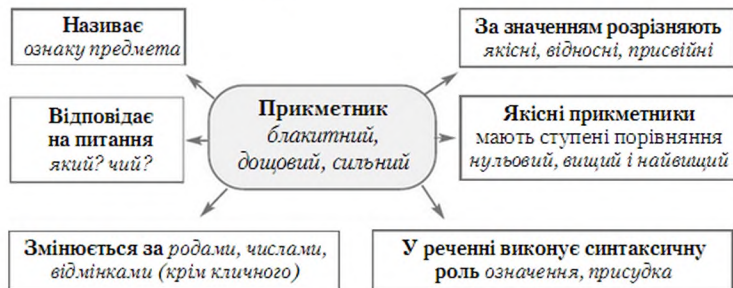 Називає
ознаку предмета
За значенням розрізняють
якісні, відносні, присвійні
Відповідає
на питання
який? чий?
Прикметник
блакитний,
дощовий, сильний
Якісні прикметники
мають ступені порівняння
нульовий, вищий і найвищий
Змінюється за родами, числами,
відмінками (крім кличного)
У реченні виконує синтаксичну
роль означення, присудка